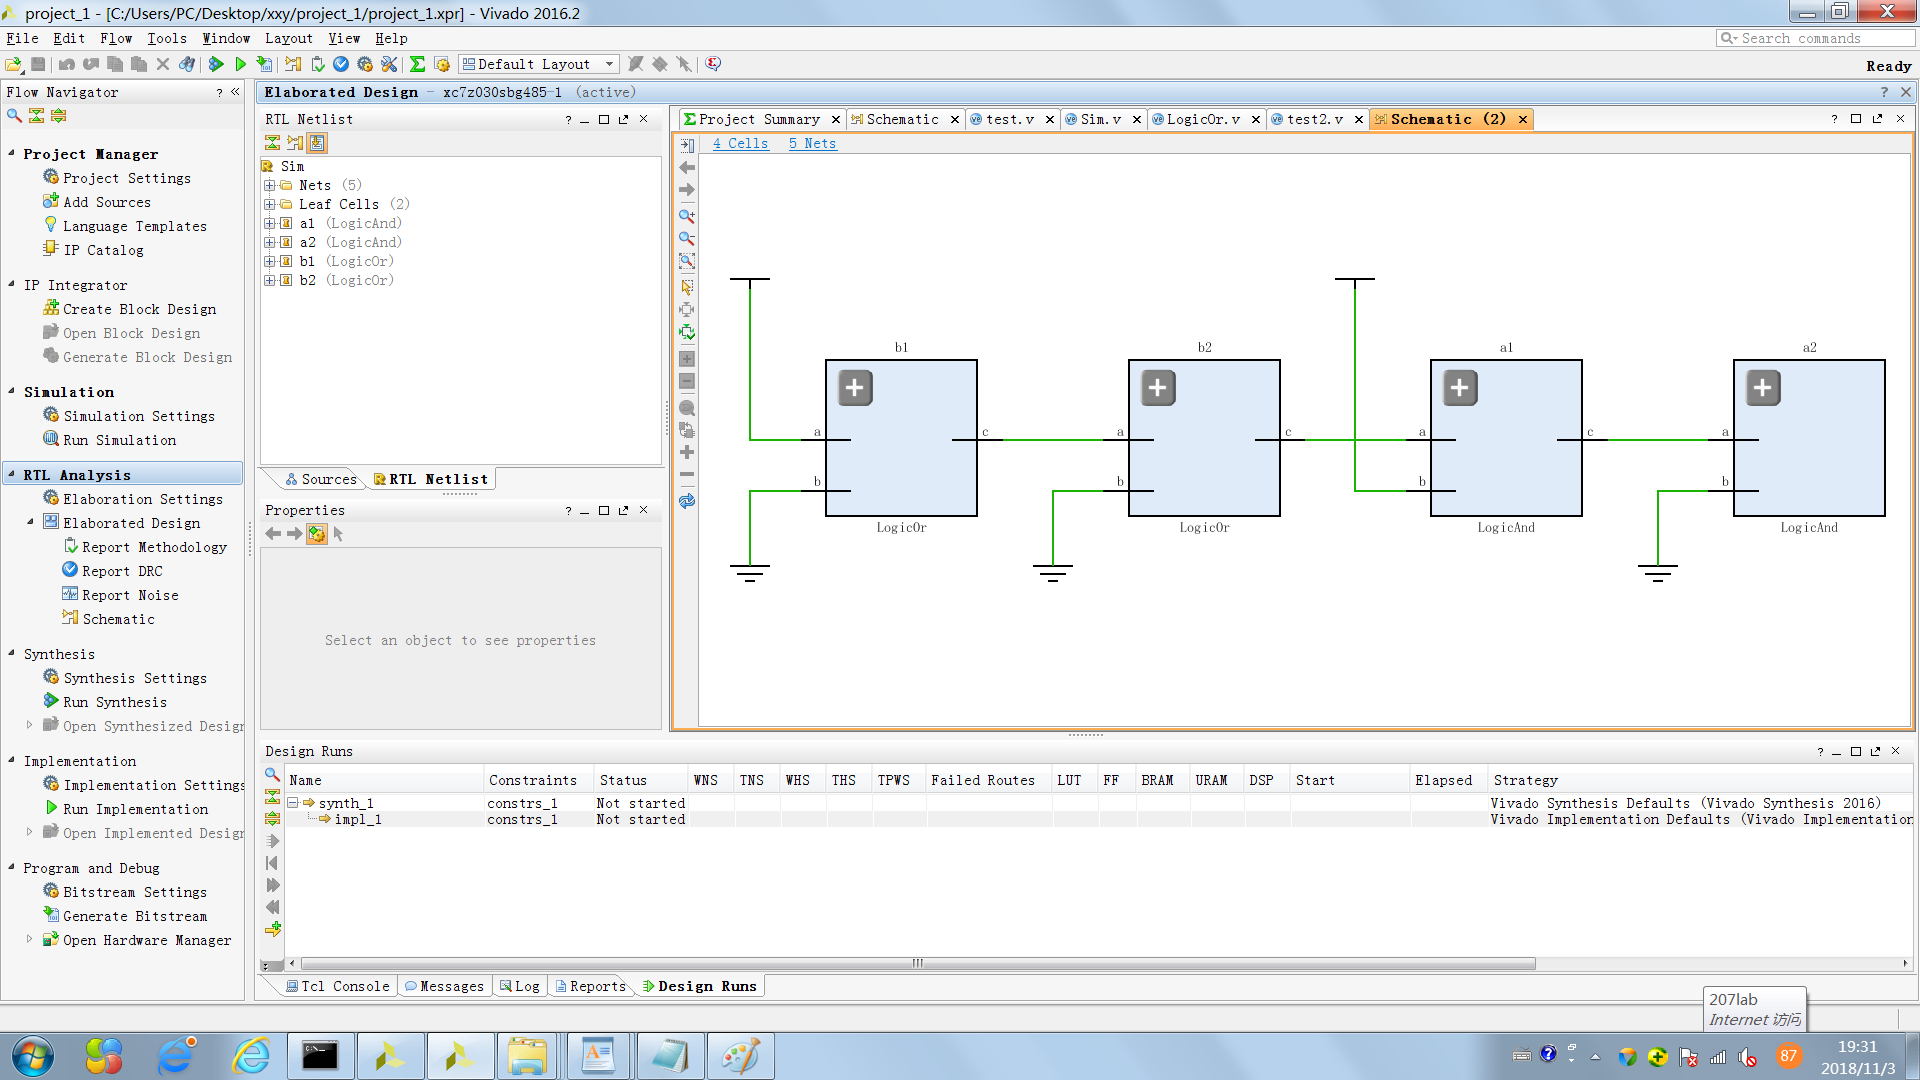 project_1 - [C:/Users/PC/Desktop/xxy/project_1/project_1.xpr] - Vivado 2016.2
File Edit Flow Tools Window Layout View Help
Search commands
Default Layout
Ready
Flow Navigator
Project Manager
Project Settings
Add Sources
Language Templates
IP Catalog
IP Integrator
Create Block Design
Open Block Design
Generate Block Design
Simulation
Simulation Settings
Run Simulation
RTL Analysis
Elaboration Settings
Elaborated Design
Report Methodology
Report DRC
Report Noise
Schematic
Synthesis
Synthesis Settings
Run Synthesis
Open Synthesized Design
Implementation
Implementation Settings
Run Implementation
Open Implemented Design
Program and Debug
Bitstream Settings
Generate Bitstream
Open Hardware Manager
Elaborated Design - xc7z030sbg485-1 (active)
RTL Netlist
Sim
Nets (5)
Leaf Cells (2)
a1 (LogicAnd)
a2 (LogicAnd)
b1 (LogicOr)
b2 (LogicOr)
Sources
RTL Netlist
Properties
Select an object to see properties
Project Summary
Schematic
test.v
Sim.v
LogicOr.v
test2.v
Schematic (2)
4 Cells 5 Nets
b1
a
b
c
LogicOr
b2
a
b
c
LogicOr
a1
a
b
c
LogicAnd
a2
a
b
LogicAnd
Design Runs
Name Constraints Status WNS TNS WHS THS TPWS Failed Routes LUT FF BRAM URAM DSP Start Elapsed Strategy
synth_1 constrs_1 Not started Vivado Synthesis Defaults (Vivado Synthesis 2016)
impl_1 constrs_1 Not started Vivado Implementation Defaults (Vivado Implementation
Tcl Console
Messages
Log
Reports
Design Runs
207lab
Internet 访问
87
19:31
2018/11/3